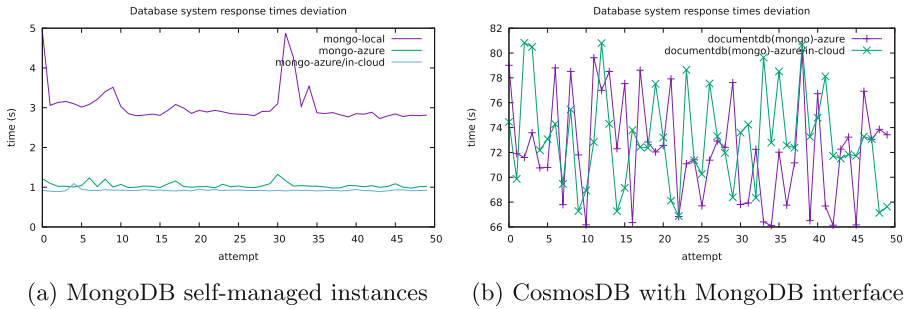 Database system response times deviation
5
4
3
2
1
0
time (s)
mongo-local
mongo-azure
mongo-azure/in-cloud
0 5 10 15 20 25 30 35 40 45 50
attempt
(a) MongoDB self-managed instances
Database system response times deviation
82
80
78
76
74
72
70
68
66
time (s)
documentdb(mongo)-azure
documentdb(mongo)-azure/in-cloud
0 5 10 15 20 25 30 35 40 45 50
attempt
(b) CosmosDB with MongoDB interface